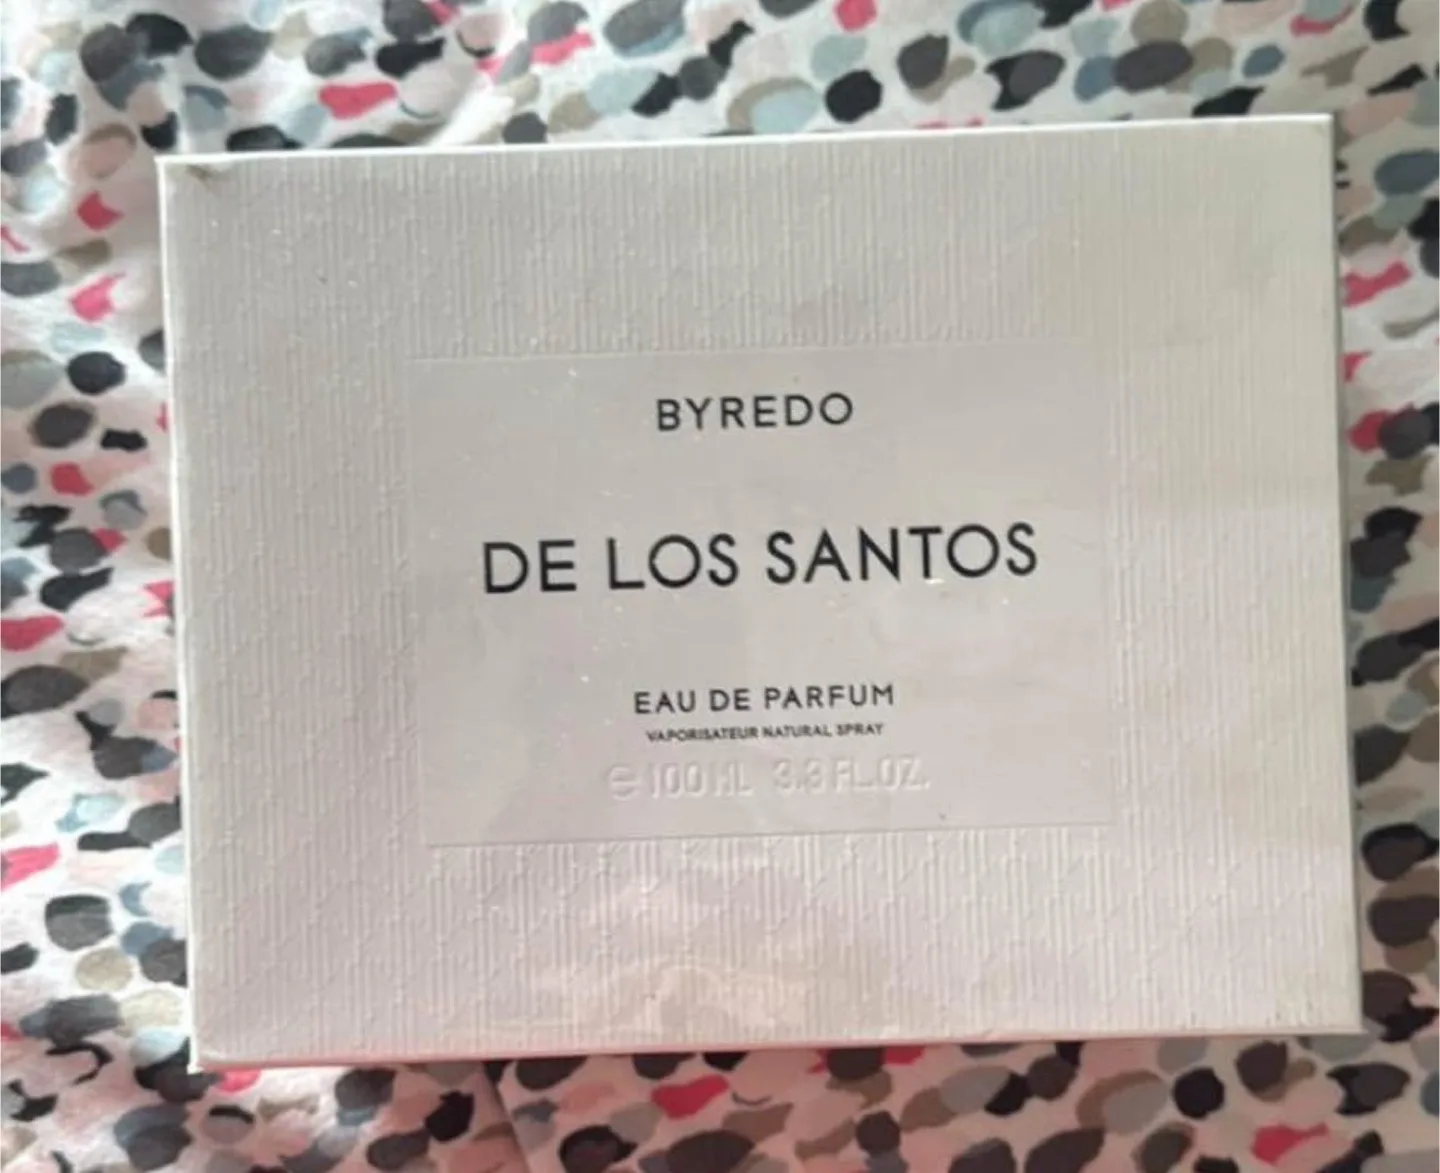 BYREDO
DE LOS SANTOS
EAU DE PARFUM
VAPORISATEUR NATURAL SPRAY
℮ 100 ML 3.3 FL.OZ.